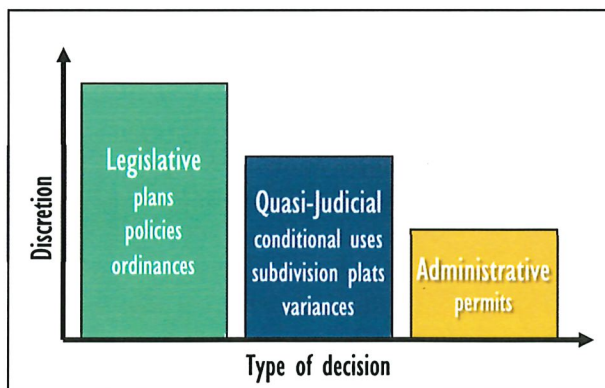 Discretion
Legislative
plans
policies
ordinances
Quasi-Judicial
conditional uses
subdivision plats
variances
Administrative
permits
Type of decision